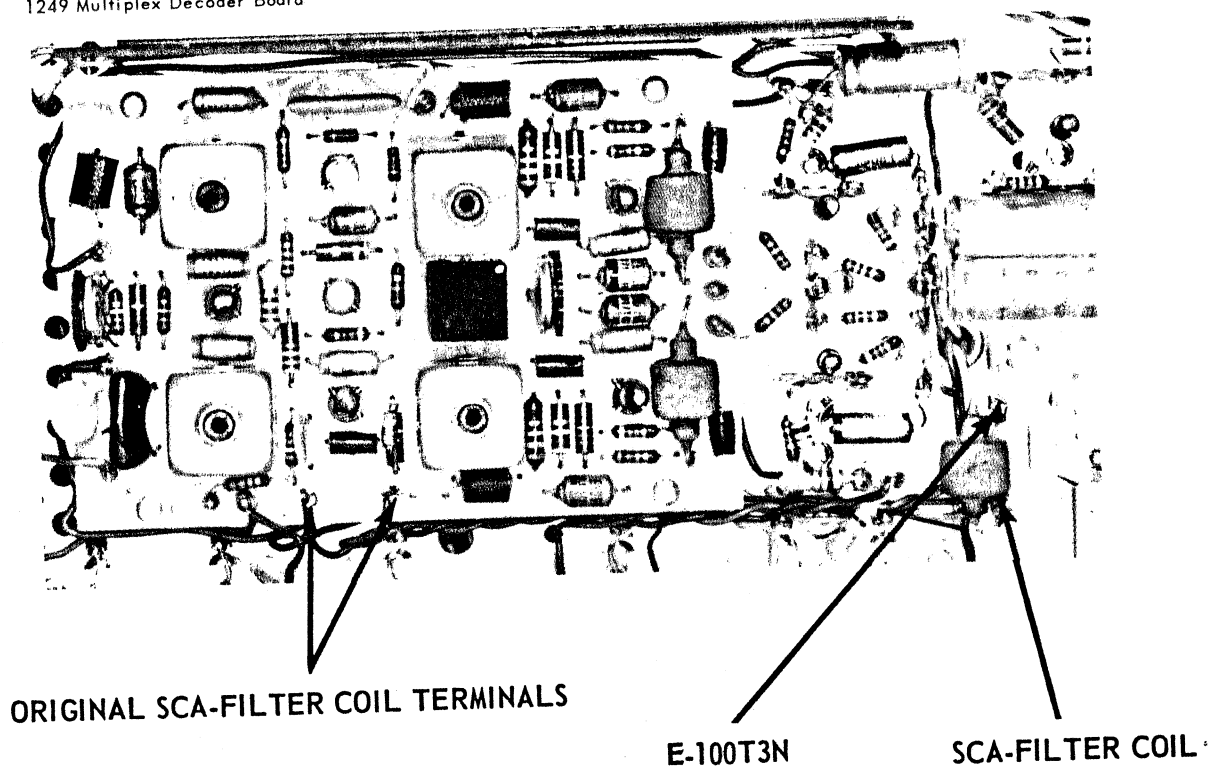 1249 Multiplex Decoder Board
ORIGINAL SCA-FILTER COIL TERMINALS
E-100T3N
SCA-FILTER COIL